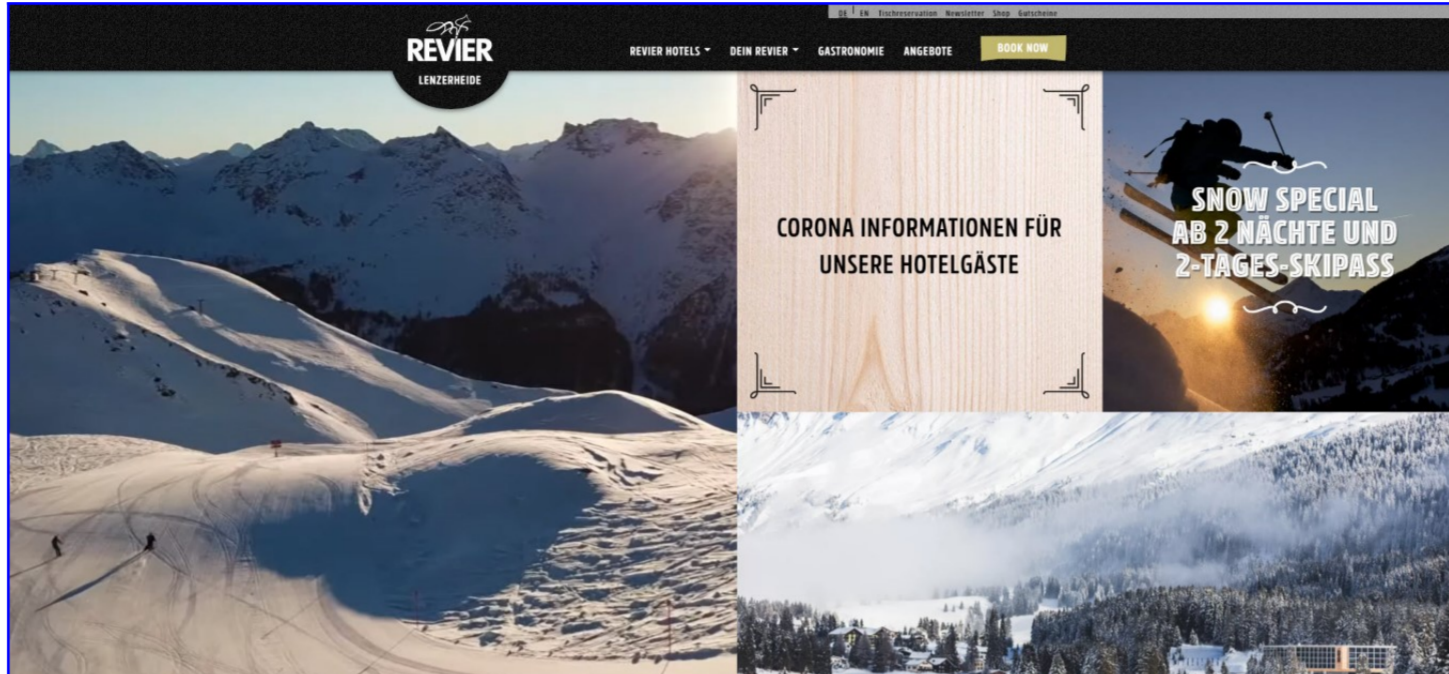 DE | EN Tischreservation Newsletter Shop Gutscheine
REVIER
LENZERHEIDE
REVIER HOTELS DEIN REVIER GASTRONOMIE ANGEBOTE BOOK NOW
CORONA INFORMATIONEN FÜR
UNSERE HOTELGÄSTE
SNOW SPECIAL
AB 2 NÄCHTE UND
2-TAGES-SKIPASS